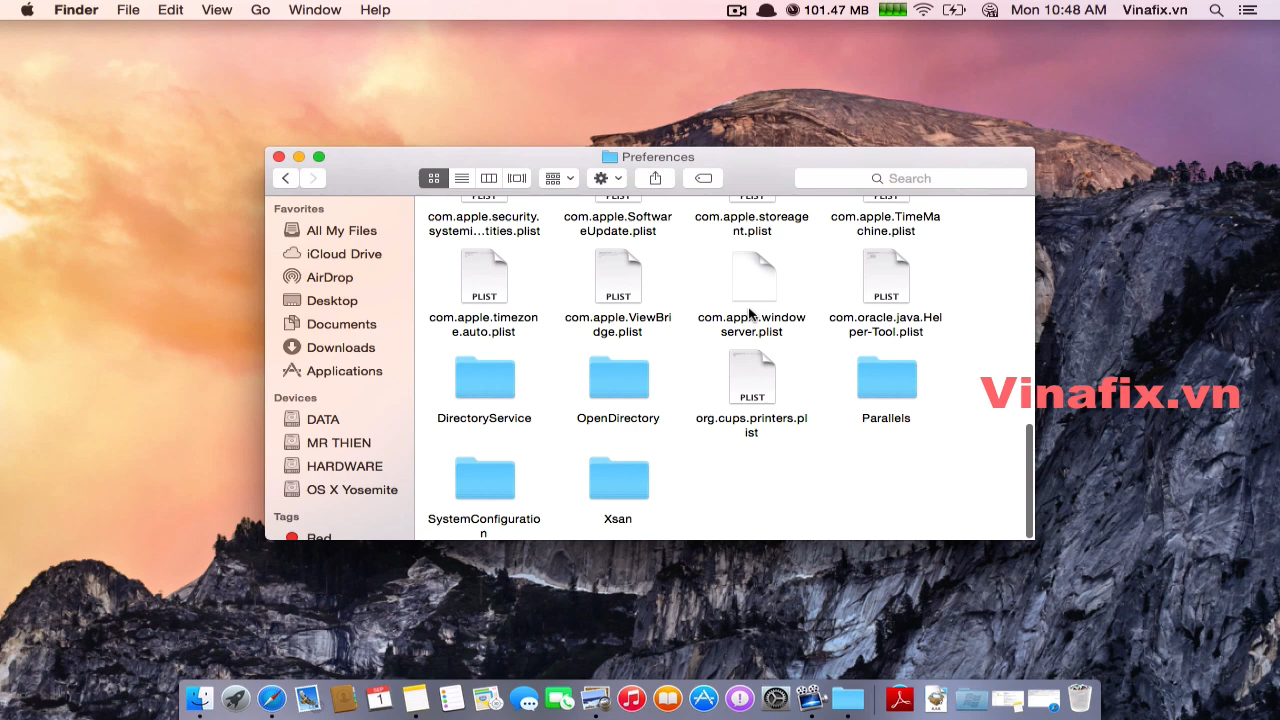 Finder File Edit View Go Window Help 101.47 MB Mon 10:48 AM Vinafix.vn
Preferences
Search
Favorites
All My Files
iCloud Drive
AirDrop
Desktop
Documents
Downloads
Applications
Devices
DATA
MR THIEN
HARDWARE
OS X Yosemite
Tags
Red
com.apple.security.
systemi...tities.plist
com.apple.Softwar
eUpdate.plist
com.apple.storeage
nt.plist
com.apple.TimeMa
chine.plist
PLIST
com.apple.timezon
e.auto.plist
PLIST
com.apple.ViewBri
dge.plist
com.apple.window
server.plist
PLIST
com.oracle.java.Hel
per-Tool.plist
DirectoryService
OpenDirectory
PLIST
org.cups.printers.pl
ist
Parallels
SystemConfiguratio
n
Xsan
Vinafix.vn
SEP
1